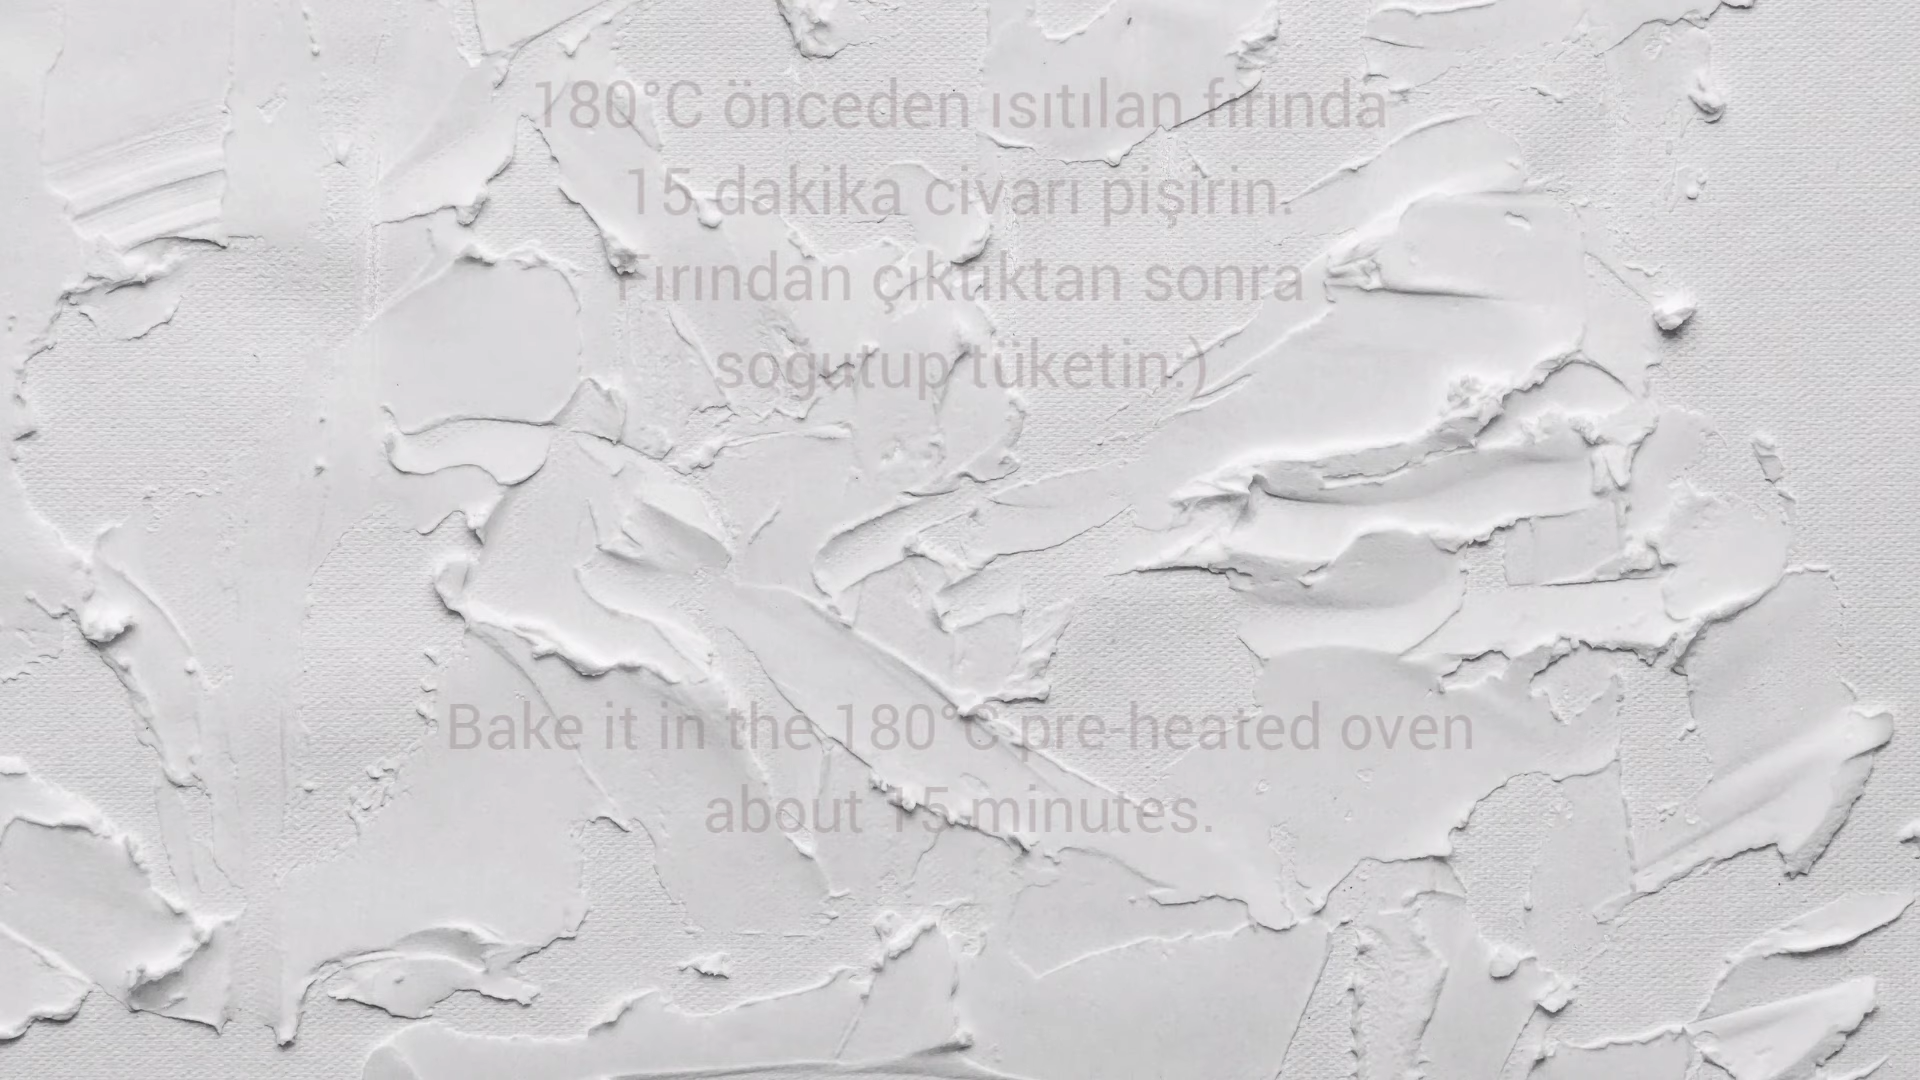 180°C önceden ısıtılan fırında
15 dakika civarı pişirin.
Fırından çıktıktan sonra
soğutup tüketin:)
Bake it in the 180°C pre-heated oven
about 15 minutes.